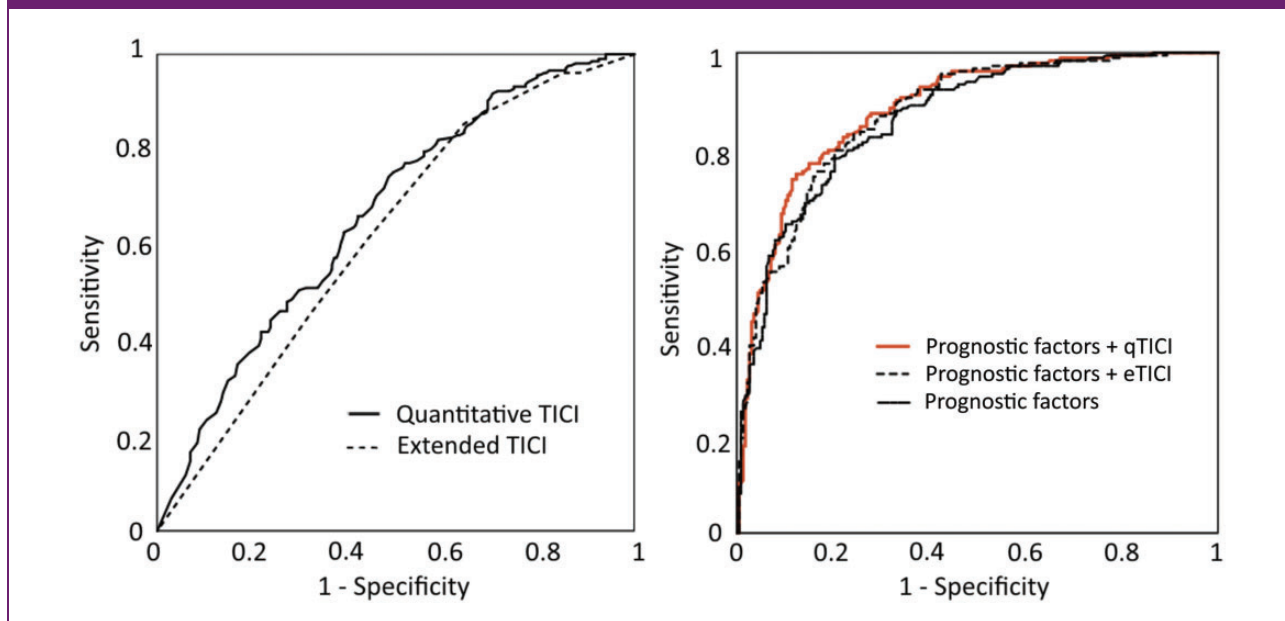 1
0.8
0.6
0.4
0.2
0
Sensitivity
Quantitative TICI
Extended TICI
0 0.2 0.4 0.6 0.8 1
1 - Specificity
1
0.8
0.6
0.4
0.2
0
Sensitivity
Prognostic factors + qTICI
Prognostic factors + eTICI
Prognostic factors
0 0.2 0.4 0.6 0.8 1
1 - Specificity